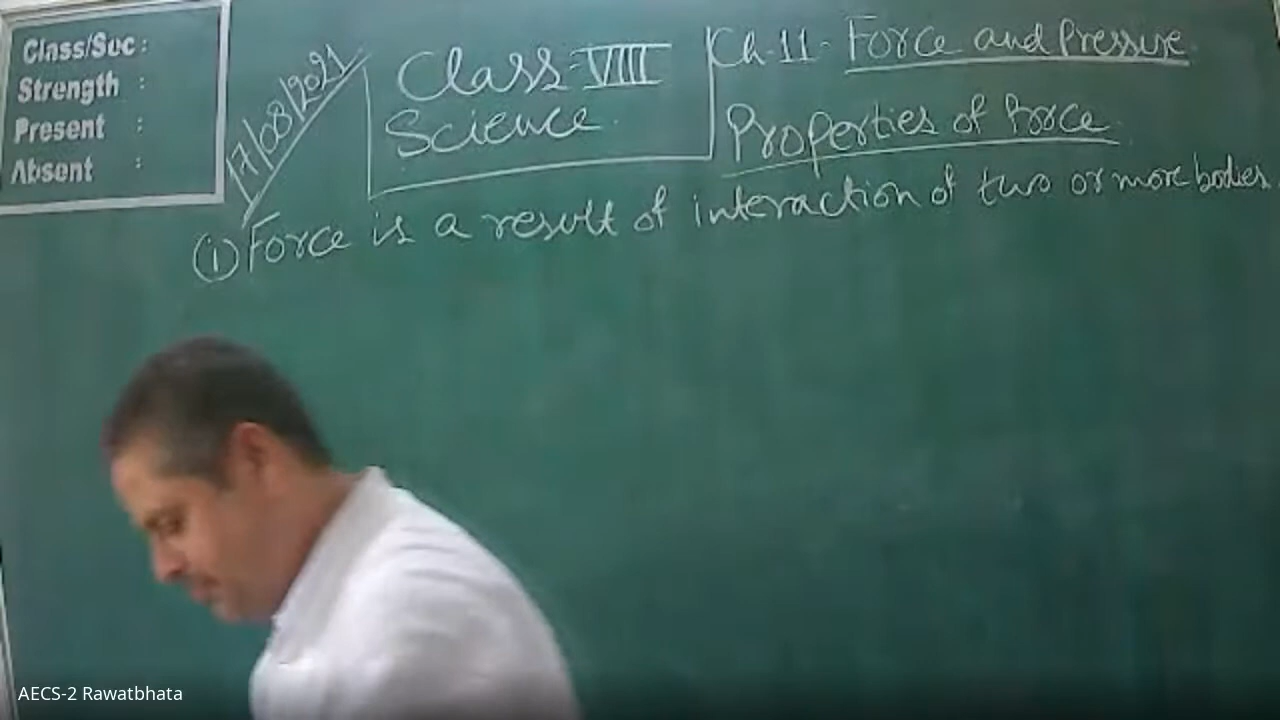 Class/Sec :
Strength :
Present :
Absent :
17/08/2021
Class-VIII
Science
Ch-11- Force and Pressure
Properties of Force
(1) Force is a result of interaction of two or more bodies.
AECS-2 Rawatbhata